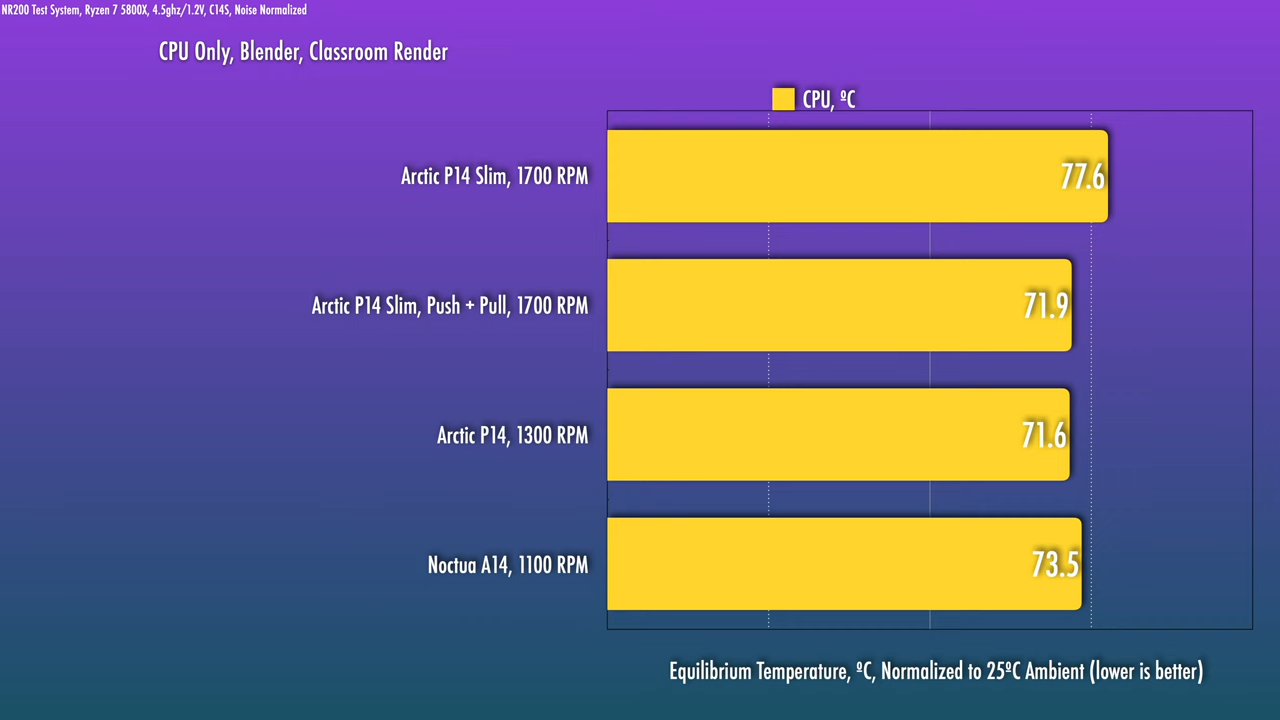 NR200 Test System, Ryzen 7 5800X, 4.5ghz/1.2V, C14S, Noise Normalized
CPU Only, Blender, Classroom Render
CPU, ºC
Arctic P14 Slim, 1700 RPM
77.6
Arctic P14 Slim, Push + Pull, 1700 RPM
71.9
Arctic P14, 1300 RPM
71.6
Noctua A14, 1100 RPM
73.5
Equilibrium Temperature, ºC, Normalized to 25ºC Ambient (lower is better)